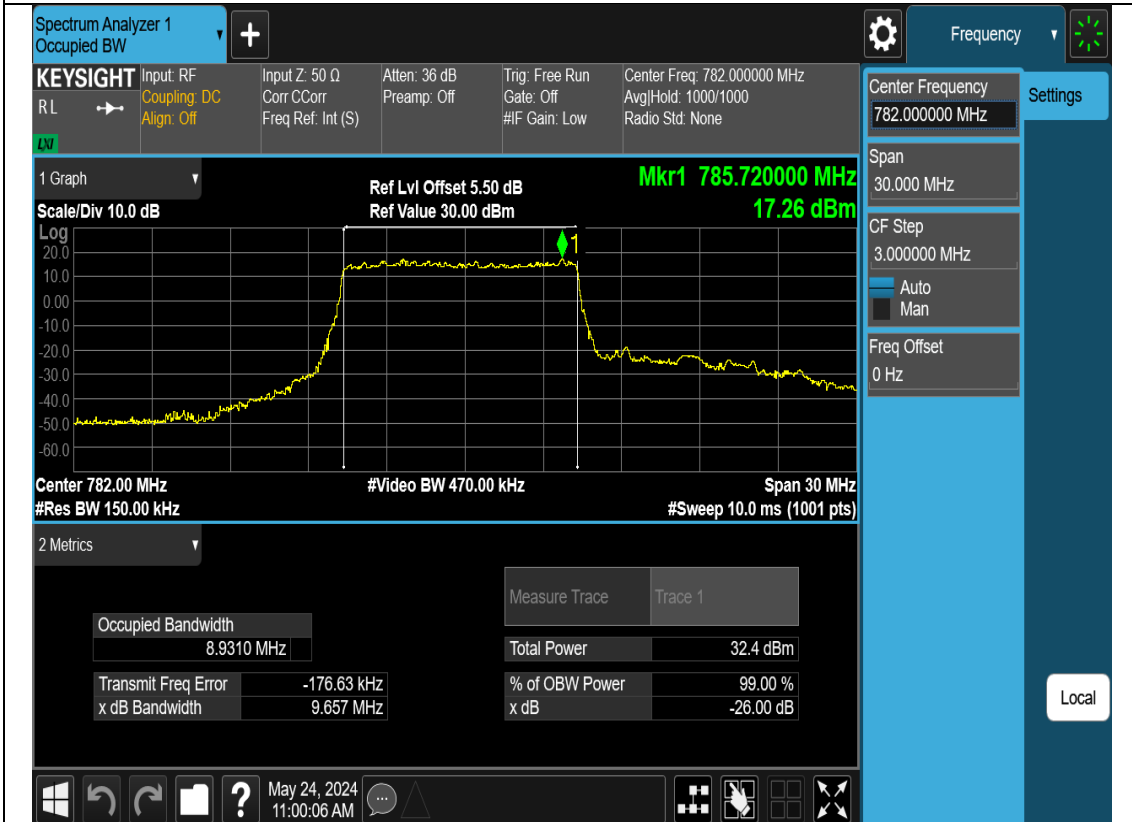 Spectrum Analyzer 1
Occupied BW
+
Frequency
KEYSIGHT
RL
LXI
Input: RF
Coupling: DC
Align: Off
Input Z: 50 Ω
Corr CCorr
Freq Ref: Int (S)
Atten: 36 dB
Preamp: Off
Trig: Free Run
Gate: Off
#IF Gain: Low
Center Freq: 782.000000 MHz
Avg|Hold: 1000/1000
Radio Std: None
Center Frequency
782.000000 MHz
Settings
Span
30.000 MHz
CF Step
3.000000 MHz
Auto
Man
Freq Offset
0 Hz
Local
1 Graph
Scale/Div 10.0 dB
Ref Lvl Offset 5.50 dB
Ref Value 30.00 dBm
Mkr1 785.720000 MHz
17.26 dBm
Log
1
20.0
10.0
0.00
-10.0
-20.0
-30.0
-40.0
-50.0
-60.0
Center 782.00 MHz
#Res BW 150.00 kHz
#Video BW 470.00 kHz
Span 30 MHz
#Sweep 10.0 ms (1001 pts)
2 Metrics
Measure Trace Trace 1
Occupied Bandwidth
8.9310 MHz
Total Power 32.4 dBm
Transmit Freq Error -176.63 kHz
% of OBW Power 99.00 %
x dB Bandwidth 9.657 MHz
x dB -26.00 dB
?
May 24, 2024
11:00:06 AM